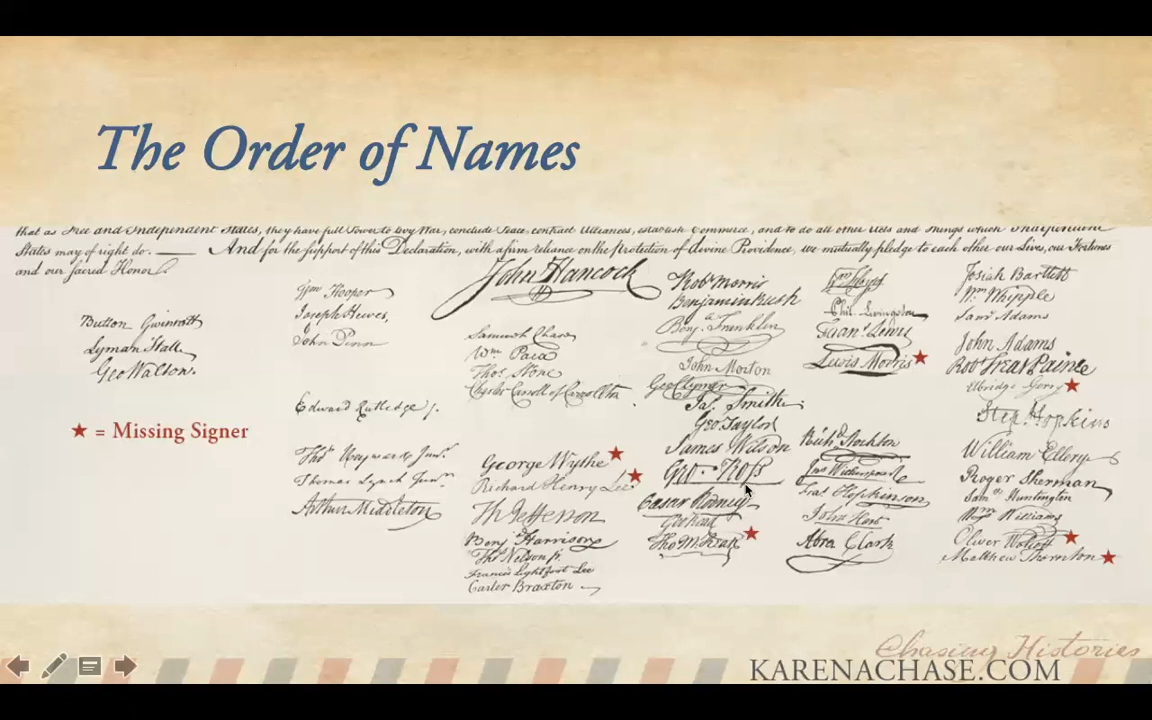 The Order of Names
that as Free and Independent States, they have full Power to levy War, conclude Peace, contract Alliances, establish Commerce, and to do all other Acts and Things which Independent
States may of right do. — And for the support of this Declaration, with a firm reliance on the Protection of divine Providence, we mutually pledge to each other our Lives, our Fortunes
and our sacred Honor.
Button Gwinnett
Lyman Hall
Geo Walton.
★ = Missing Signer
Wm Hooper
Joseph Hewes,
John Penn
Edward Rutledge /.
Thos Heyward Junr.
Thomas Lynch Junr.
Arthur Middleton
John Hancock
Samuel Chase
Wm Paca
Thos. Stone
Charles Carroll of Carrollton
George Wythe ★
Richard Henry Lee ★
Th Jefferson
Benj Harrison
Thos Nelson jr.
Francis Lightfoot Lee
Carter Braxton
Robt Morris
Benjamin Rush
Benj. Franklin
John Morton
Geo Clymer
Jas. Smith
Geo. Taylor
James Wilson
Geo. Ross
Caesar Rodney
Geo Read
Tho M:Kean ★
Wm Floyd
Phil. Livingston
Frans. Lewis
Lewis Morris ★
Richd. Stockton
Jno Witherspoon
Fras. Hopkinson
John Hart
Abra Clark
Josiah Bartlett
Wm Whipple
Saml Adams
John Adams
Robt Treat Paine
Elbridge Gerry ★
Step. Hopkins
William Ellery
Roger Sherman
Saml Huntington
Wm Williams
Oliver Wolcott ★
Matthew Thornton ★
Chasing Histories
KARENACHASE.COM